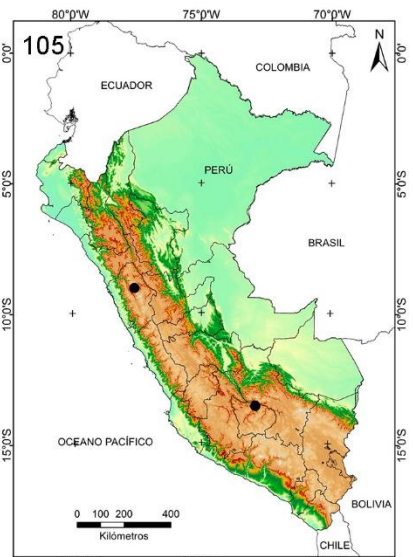 80°0'W 75°0'W 70°0'W
105
N
0°0'
0°0'
COLOMBIA
ECUADOR
PERÚ
5°0'S
5°0'S
BRASIL
10°0'S
10°0'S
OCEANO PACÍFICO
15°0'S
15°0'S
BOLIVIA
0 100 200 400
Kilómetros
CHILE